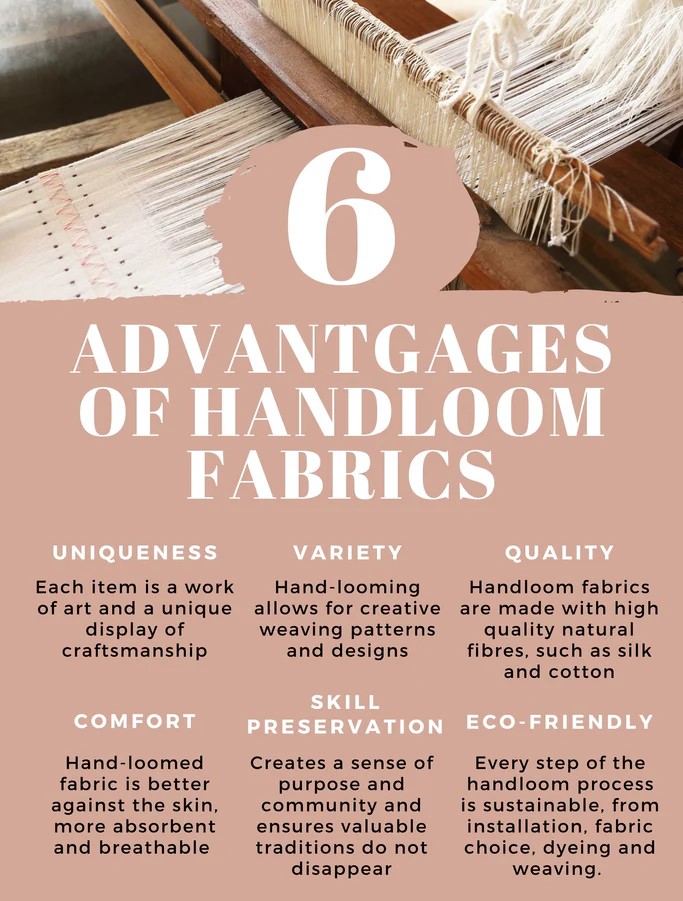 6
ADVANTGAGES
OF HANDLOOM
FABRICS
UNIQUENESS
Each item is a work
of art and a unique
display of
craftsmanship
VARIETY
Hand-looming
allows for creative
weaving patterns
and designs
QUALITY
Handloom fabrics
are made with high
quality natural
fibres, such as silk
and cotton
COMFORT
Hand-loomed
fabric is better
against the skin,
more absorbent
and breathable
SKILL
PRESERVATION
Creates a sense of
purpose and
community and
ensures valuable
traditions do not
disappear
ECO-FRIENDLY
Every step of the
handloom process
is sustainable, from
installation, fabric
choice, dyeing and
weaving.